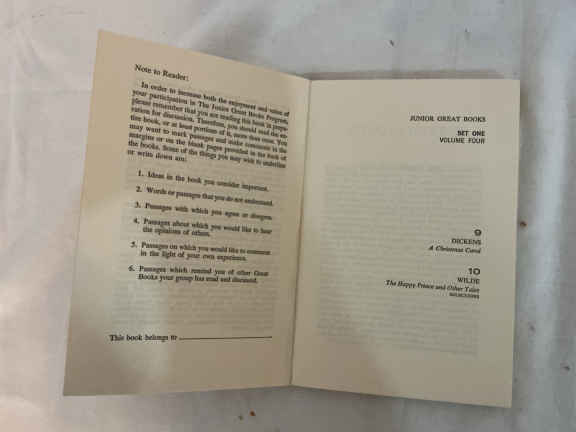 Note to Reader:
In order to increase both the enjoyment and value of
your participation in The Junior Great Books Program,
please remember that you are reading this book in prepa-
ration for discussion. Therefore, you should read the en-
tire book, or at least portions of it, more than once. You
may want to mark passages and make comments in the
margins or on the blank pages provided in the back of
the books. Some of the things you may wish to underline
or write down are:
1. Ideas in the book you consider important.
2. Words or passages that you do not understand.
3. Passages with which you agree or disagree.
4. Passages about which you would like to hear
the opinions of others.
5. Passages on which you would like to comment
in the light of your own experience.
6. Passages which remind you of other Great
Books your group has read and discussed.
This book belongs to
JUNIOR GREAT BOOKS
SET ONE
VOLUME FOUR
9
DICKENS
A Christmas Carol
10
WILDE
The Happy Prince and Other Tales
SELECTIONS